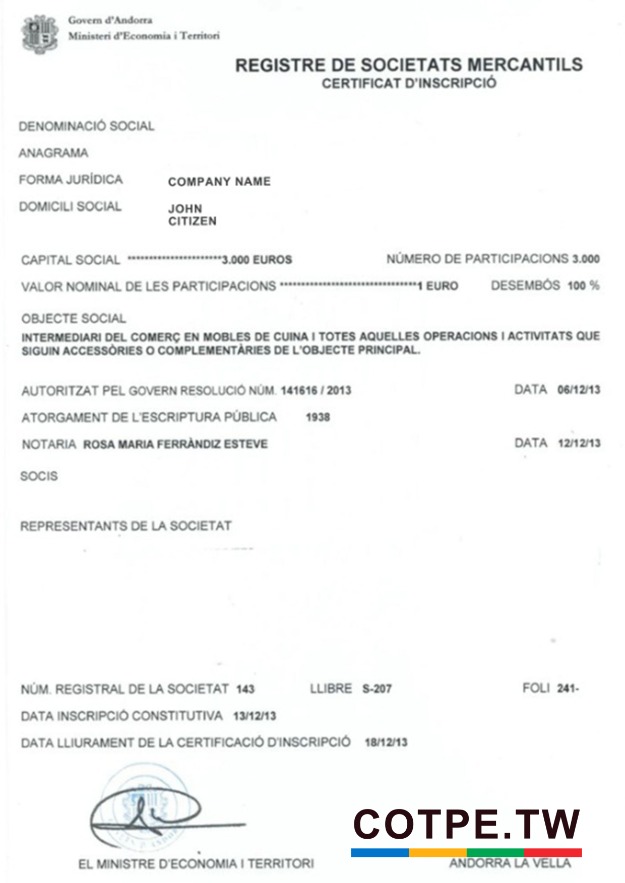 Govern d'Andorra
Ministeri d'Economia i Territori
REGISTRE DE SOCIETATS MERCANTILS
CERTIFICAT D'INSCRIPCIÓ
DENOMINACIÓ SOCIAL
ANAGRAMA
FORMA JURÍDICA COMPANY NAME
DOMICILI SOCIAL JOHN
CITIZEN
CAPITAL SOCIAL **********************3.000 EUROS NÚMERO DE PARTICIPACIONS 3.000
VALOR NOMINAL DE LES PARTICIPACIONS *********************************1 EURO DESEMBÓS 100 %
OBJECTE SOCIAL
INTERMEDIARI DEL COMERÇ EN MOBLES DE CUINA I TOTES AQUELLES OPERACIONS I ACTIVITATS QUE
SIGUIN ACCESSÒRIES O COMPLEMENTÀRIES DE L'OBJECTE PRINCIPAL.
AUTORITZAT PEL GOVERN RESOLUCIÓ NÚM. 141616 / 2013 DATA 06/12/13
ATORGAMENT DE L'ESCRIPTURA PÚBLICA 1938
NOTARIA ROSA MARIA FERRÀNDIZ ESTEVE DATA 12/12/13
SOCIS
REPRESENTANTS DE LA SOCIETAT
NÚM. REGISTRAL DE LA SOCIETAT 143 LLIBRE S-207 FOLI 241-
DATA INSCRIPCIÓ CONSTITUTIVA 13/12/13
DATA LLIURAMENT DE LA CERTIFICACIÓ D'INSCRIPCIÓ 18/12/13
COTPE.TW
EL MINISTRE D'ECONOMIA I TERRITORI ANDORRA LA VELLA